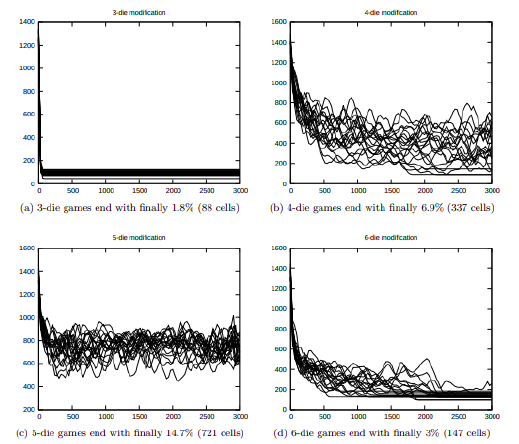 3-die modification
1400
1200
1000
800
600
400
200
0
0 500 1000 1500 2000 2500 3000
(a) 3-die games end with finally 1.8% (88 cells)
4-die modification
1600
1400
1200
1000
800
600
400
200
0
0 500 1000 1500 2000 2500 3000
(b) 4-die games end with finally 6.9% (337 cells)
5-die modification
1600
1400
1200
1000
800
600
400
200
0 500 1000 1500 2000 2500 3000
(c) 5-die games end with finally 14.7% (721 cells)
6-die modification
1600
1400
1200
1000
800
600
400
200
0
0 500 1000 1500 2000 2500 3000
(d) 6-die games end with finally 3% (147 cells)